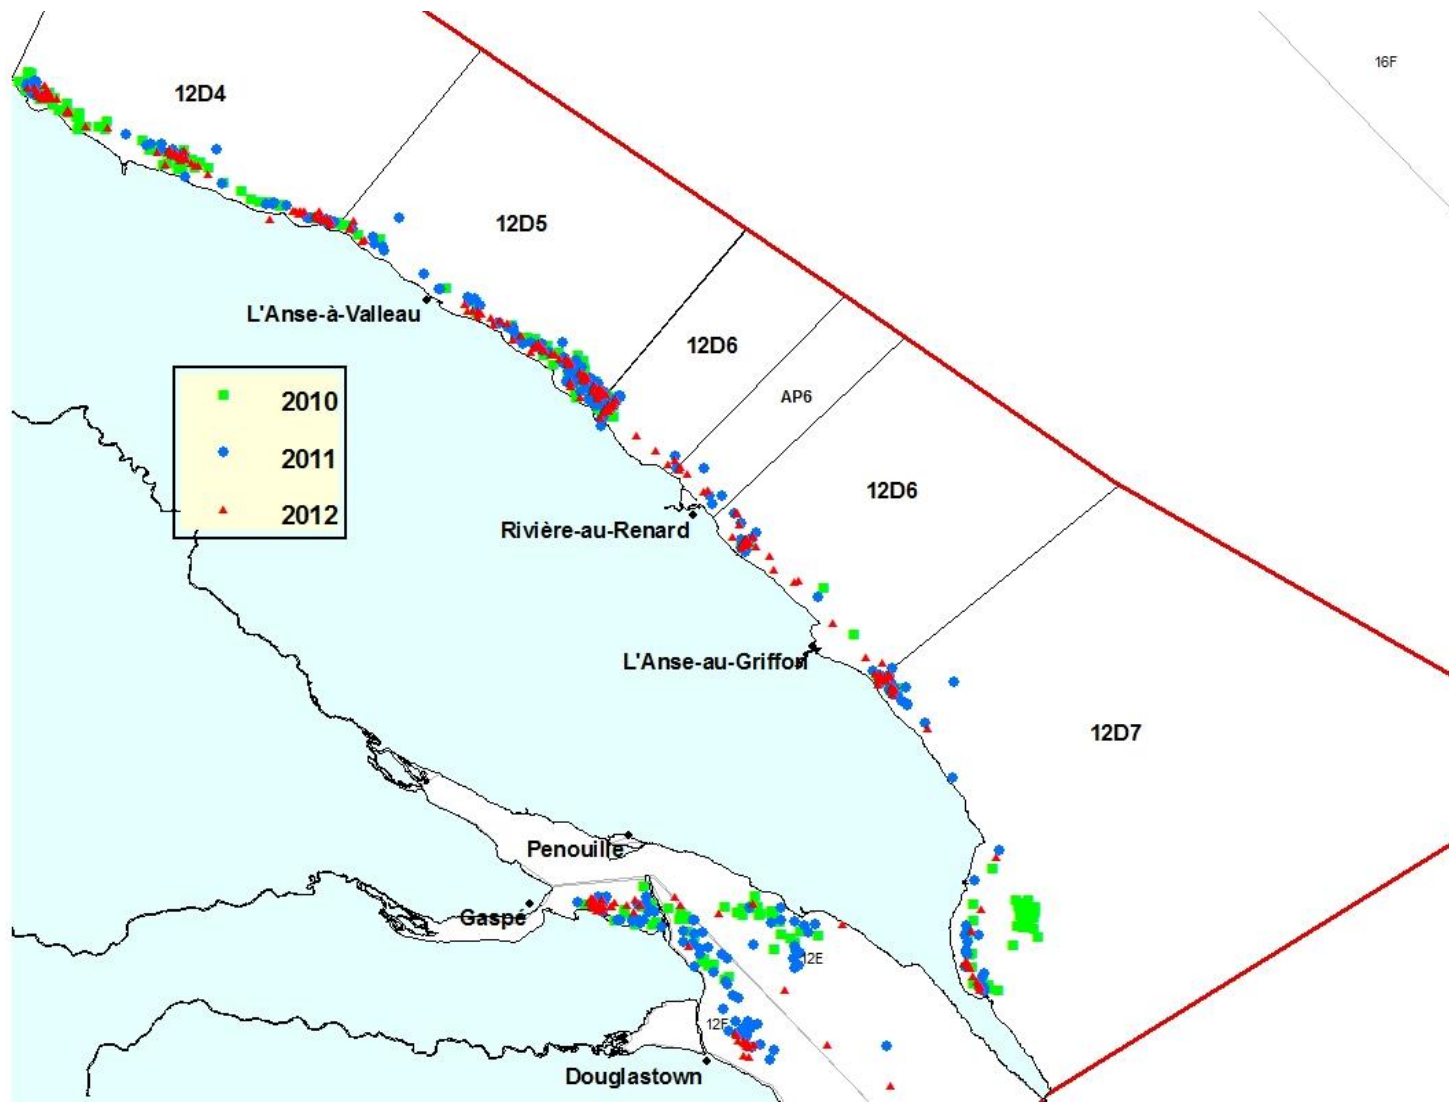 16F
12D4
12D5
L'Anse-à-Valleau
12D6
AP6
2010
2011
2012
12D6
Rivière-au-Renard
L'Anse-au-Griffon
12D7
Penouille
Gaspé
12E
12F
Douglastown